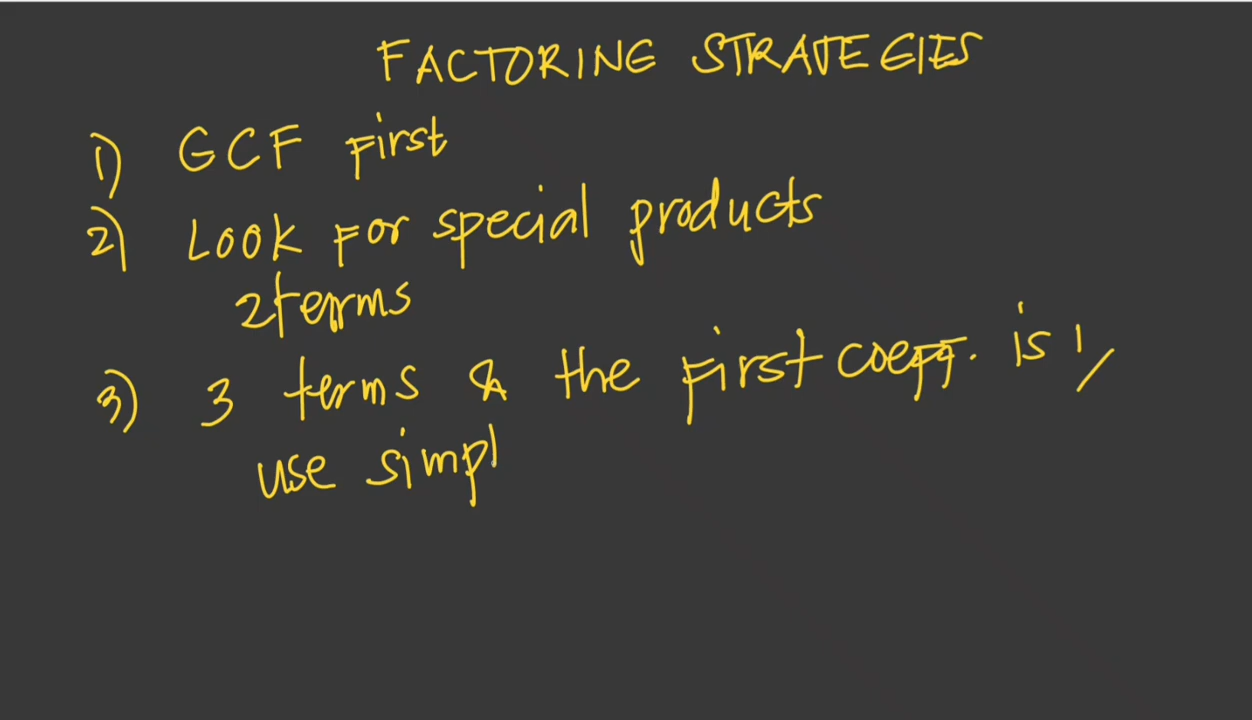 FACTORING STRATEGIES
1) GCF First
2) Look For special products
2 terms
3) 3 terms & the First coeff. is 1,
use simpl